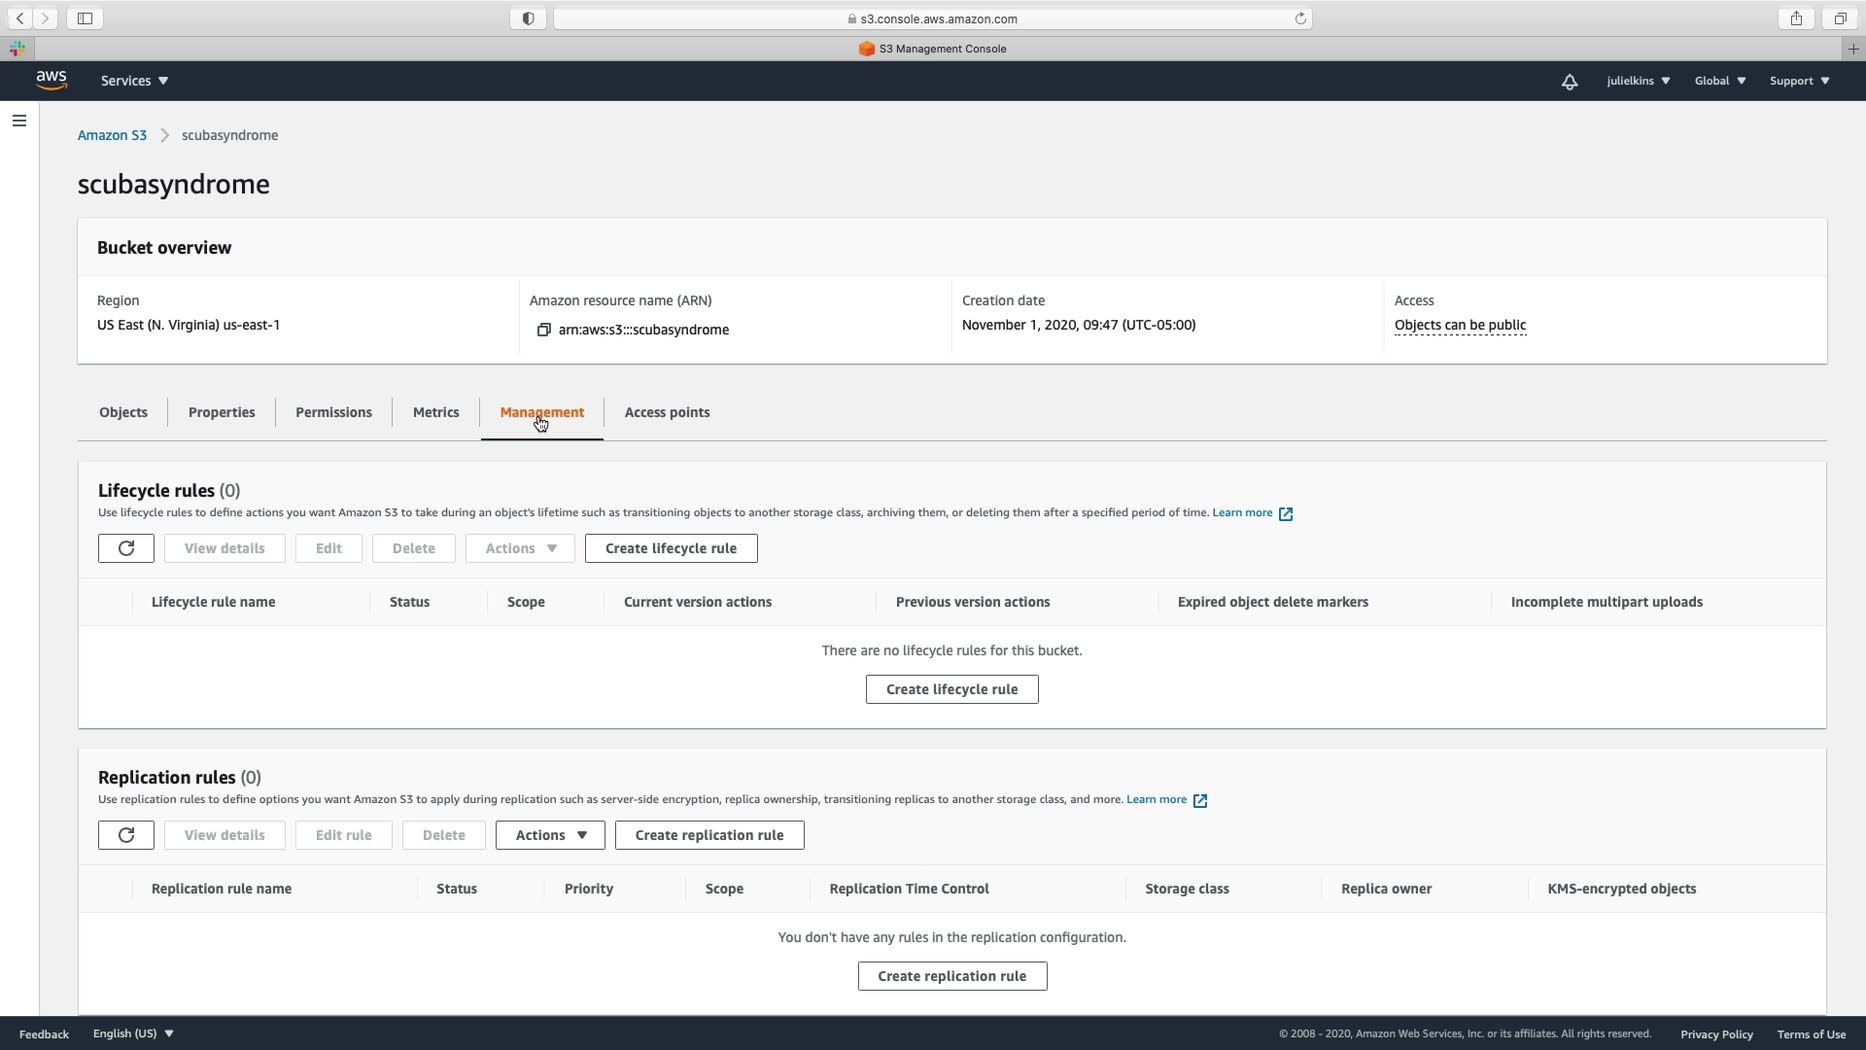 s3.console.aws.amazon.com
S3 Management Console
aws Services julielkins Global Support
Amazon S3 scubasyndrome
scubasyndrome
Bucket overview
Region Amazon resource name (ARN) Creation date Access
US East (N. Virginia) us-east-1 arn:aws:s3:::scubasyndrome November 1, 2020, 09:47 (UTC-05:00) Objects can be public
Objects Properties Permissions Metrics Management Access points
Lifecycle rules (0)
Use lifecycle rules to define actions you want Amazon S3 to take during an object's lifetime such as transitioning objects to another storage class, archiving them, or deleting them after a specified period of time. Learn more
View details Edit Delete Actions Create lifecycle rule
Lifecycle rule name Status Scope Current version actions Previous version actions Expired object delete markers Incomplete multipart uploads
There are no lifecycle rules for this bucket.
Create lifecycle rule
Replication rules (0)
Use replication rules to define options you want Amazon S3 to apply during replication such as server-side encryption, replica ownership, transitioning replicas to another storage class, and more. Learn more
View details Edit rule Delete Actions Create replication rule
Replication rule name Status Priority Scope Replication Time Control Storage class Replica owner KMS-encrypted objects
You don't have any rules in the replication configuration.
Create replication rule
Feedback English (US) © 2008 - 2020, Amazon Web Services, Inc. or its affiliates. All rights reserved. Privacy Policy Terms of Use